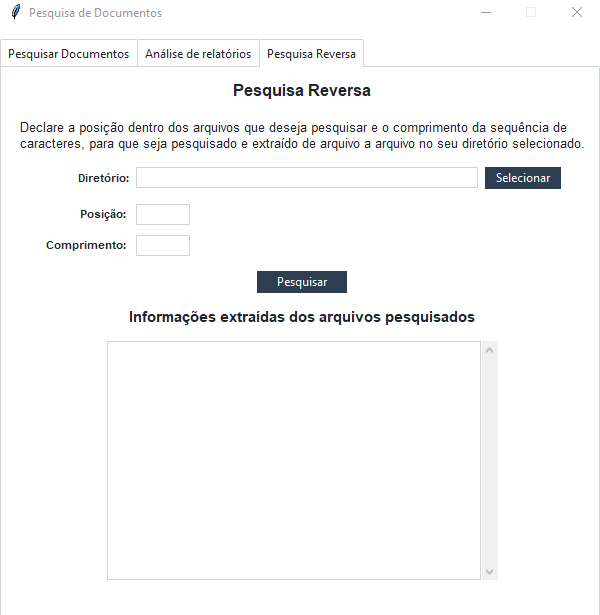 Pesquisa de Documentos
Pesquisar Documentos Análise de relatórios Pesquisa Reversa
Pesquisa Reversa
Declare a posição dentro dos arquivos que deseja pesquisar e o comprimento da sequência de
caracteres, para que seja pesquisado e extraído de arquivo a arquivo no seu diretório selecionado.
Diretório: Selecionar
Posição:
Comprimento:
Pesquisar
Informações extraídas dos arquivos pesquisados